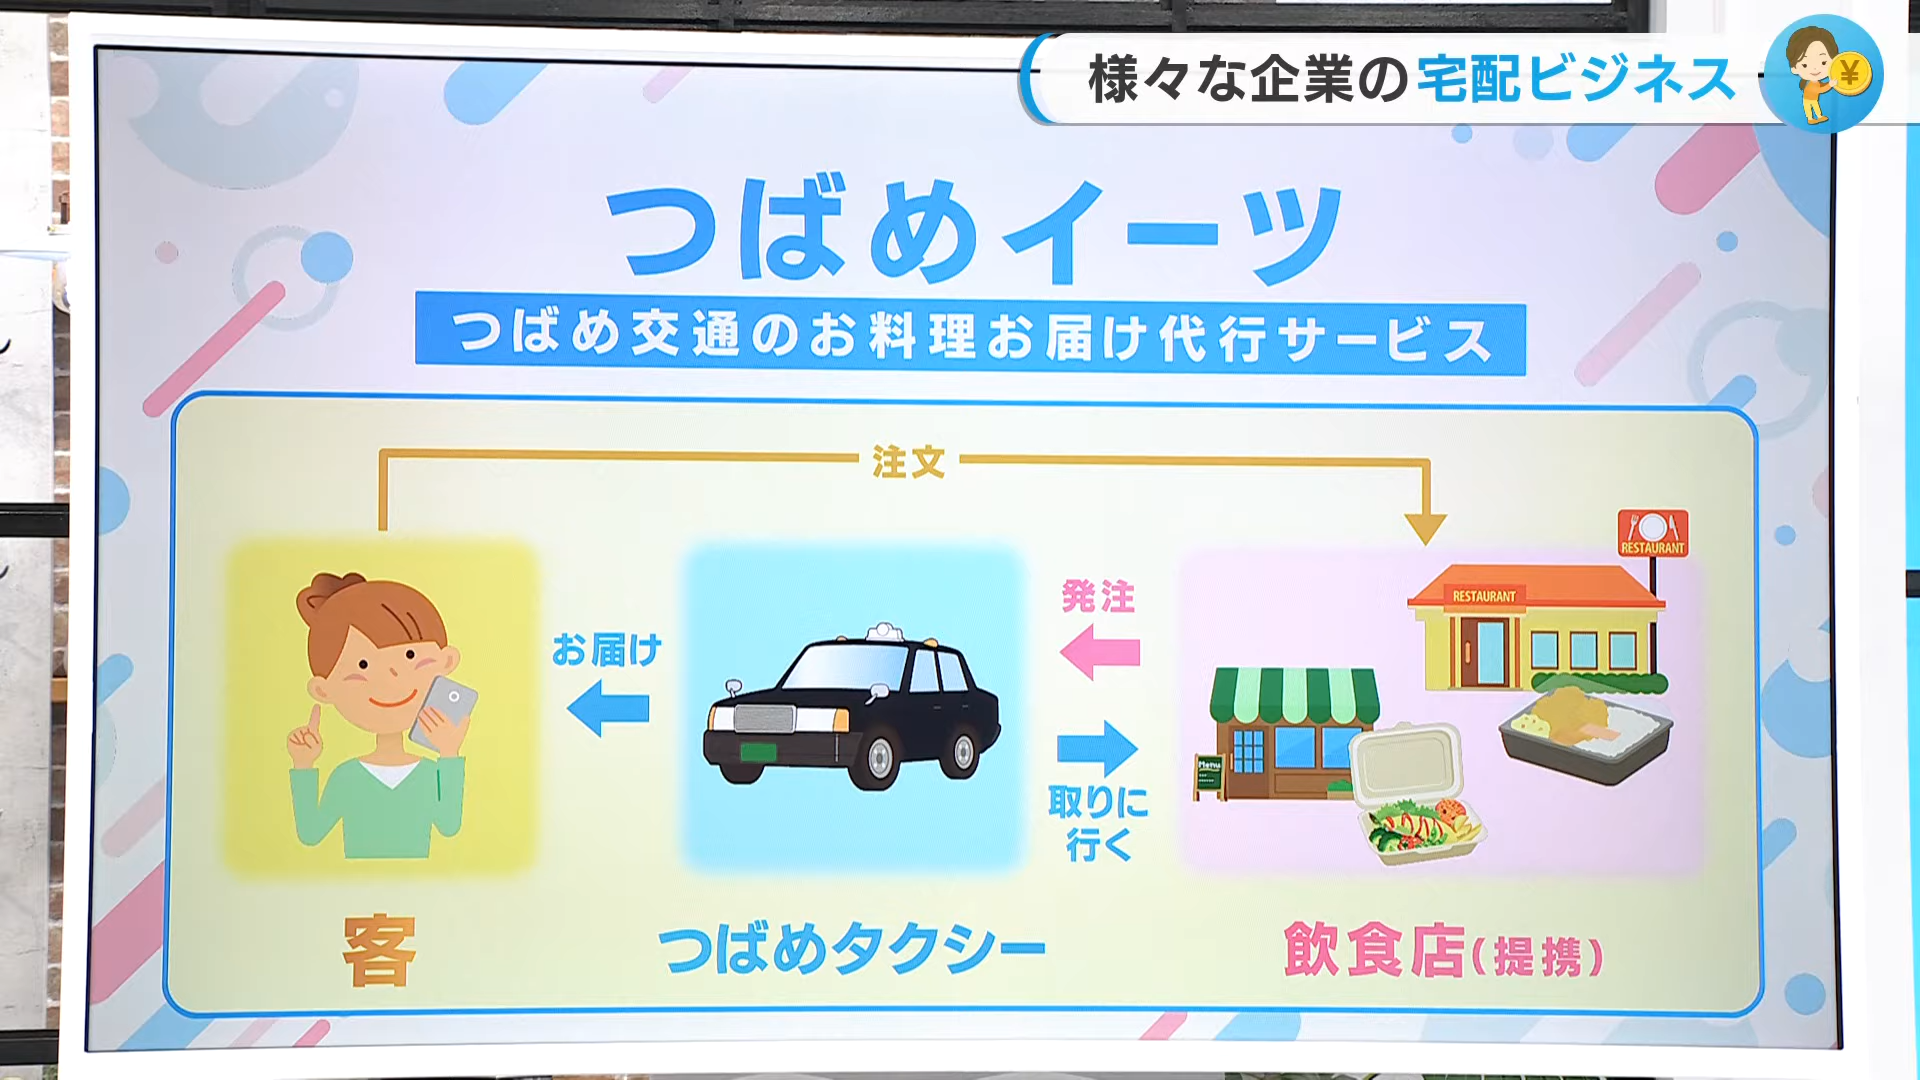 様々な企業の宅配ビジネス
¥
つばめイーツ
つばめ交通のお料理お届け代行サービス
注文
RESTAURANT
RESTAURANT
発注
お届け
取りに
行く
Menu
客
つばめタクシー
飲食店(提携)